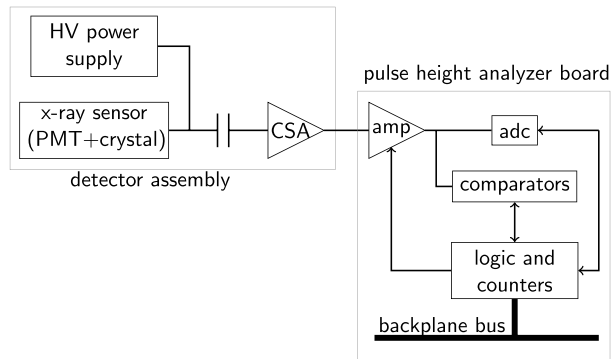 HV power
supply
pulse height analyzer board
x-ray sensor
(PMT+crystal)
CSA
amp
adc
detector assembly
comparators
logic and
counters
backplane bus